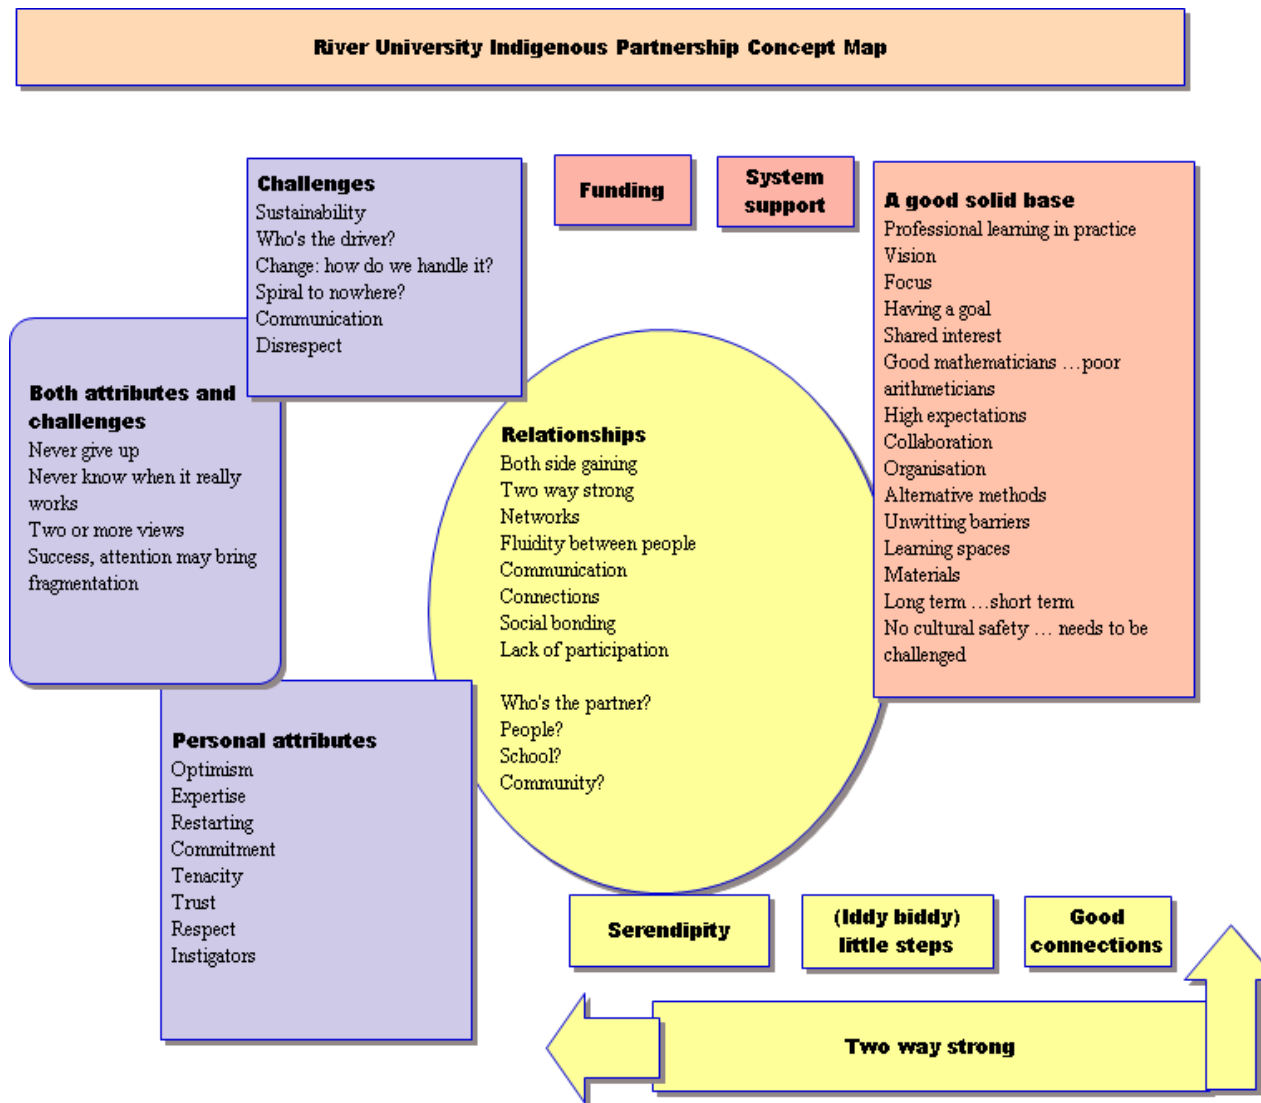 River University Indigenous Partnership Concept Map
Challenges
Sustainability
Who's the driver?
Change: how do we handle it?
Spiral to nowhere?
Communication
Disrespect
Funding
System
support
A good solid base
Professional learning in practice
Vision
Focus
Having a goal
Shared interest
Good mathematicians …poor
arithmeticians
High expectations
Collaboration
Organisation
Alternative methods
Unwitting barriers
Learning spaces
Materials
Long term …short term
No cultural safety … needs to be
challenged
Both attributes and
challenges
Never give up
Never know when it really
works
Two or more views
Success, attention may bring
fragmentation
Relationships
Both side gaining
Two way strong
Networks
Fluidity between people
Communication
Connections
Social bonding
Lack of participation
Who's the partner?
People?
School?
Community?
Personal attributes
Optimism
Expertise
Restarting
Commitment
Tenacity
Trust
Respect
Instigators
Serendipity
(Iddy biddy)
little steps
Good
connections
Two way strong